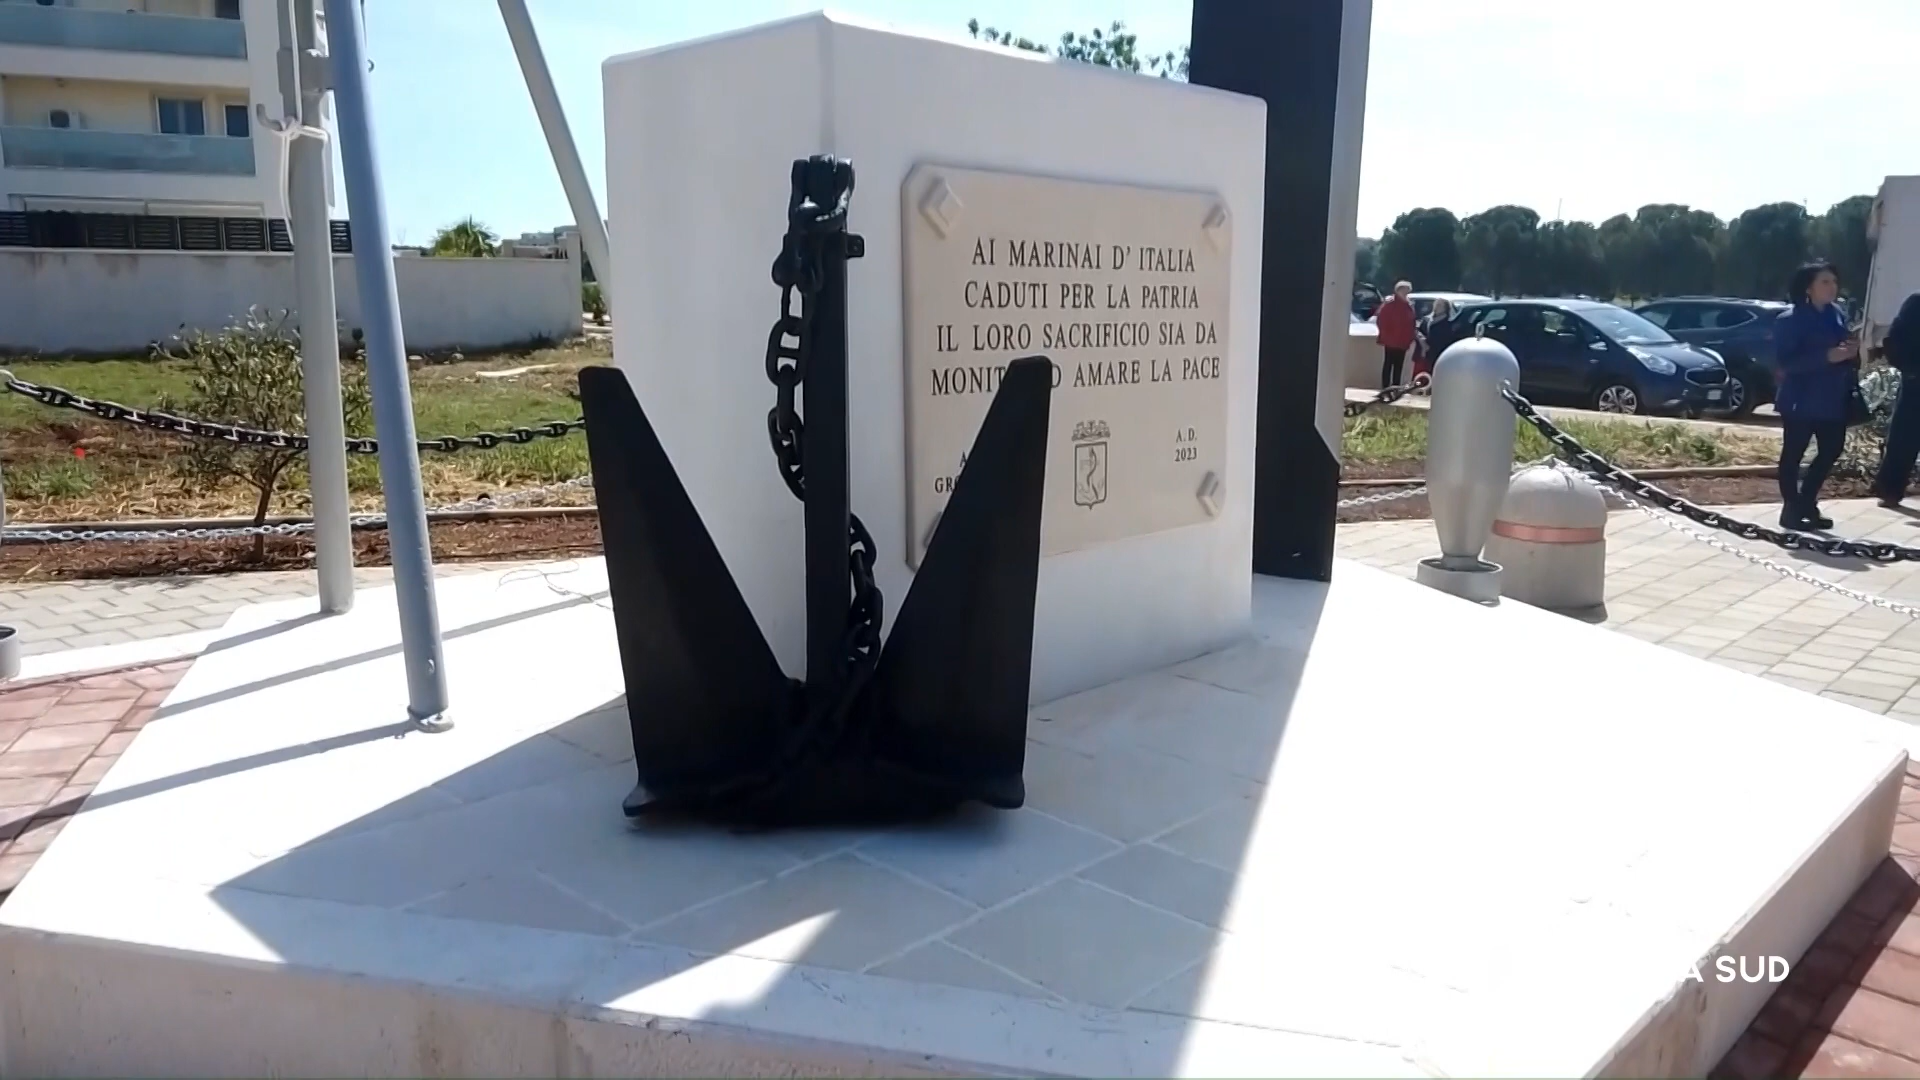 AI MARINAI D' ITALIA
CADUTI PER LA PATRIA
IL LORO SACRIFICIO SIA DA
AMARE LA PACE
A.D.
2023
SUD